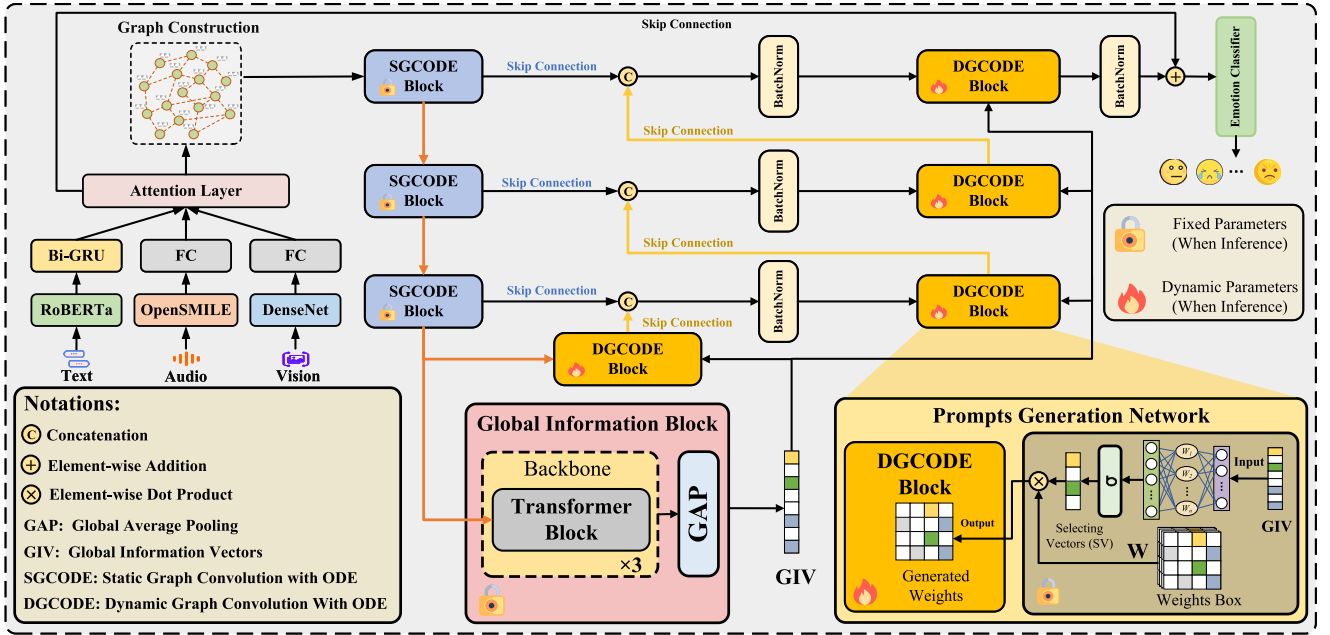 Skip Connection
Graph Construction
SGCODE
Block
Skip Connection
C
BatchNorm
DGCODE
Block
BatchNorm
+
Emotion Classifier
Skip Connection
Attention Layer
SGCODE
Block
Skip Connection
C
BatchNorm
DGCODE
Block
...
Fixed Parameters
(When Inference)
Dynamic Parameters
(When Inference)
Skip Connection
Bi-GRU
FC
FC
RoBERTa
OpenSMILE
DenseNet
Text
Audio
Vision
SGCODE
Block
Skip Connection
C
BatchNorm
DGCODE
Block
Skip Connection
DGCODE
Block
Notations:
C Concatenation
+ Element-wise Addition
× Element-wise Dot Product
GAP: Global Average Pooling
GIV: Global Information Vectors
SGCODE: Static Graph Convolution with ODE
DGCODE: Dynamic Graph Convolution With ODE
Global Information Block
Backbone
Transformer
Block
×3
GAP
GIV
Prompts Generation Network
DGCODE
Block
Generated
Weights
Output
×
Selecting
Vectors (SV)
σ
W₁
W₂
Wₙ
Input
GIV
W
Weights Box